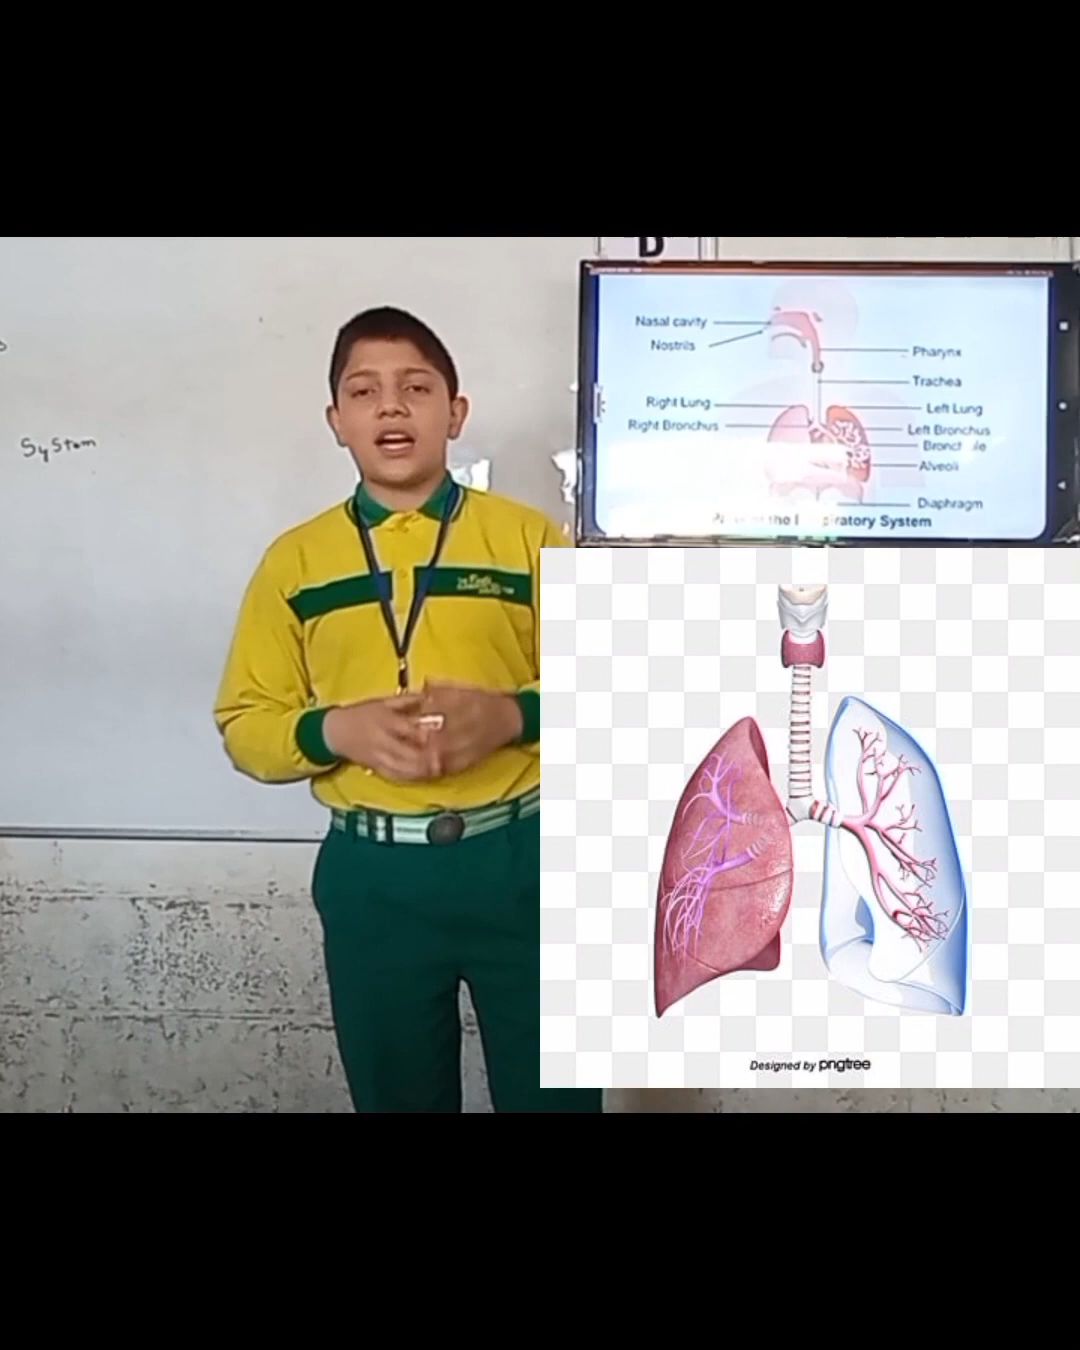 D
System
Nasal cavity
Nostrils
Pharynx
Trachea
Right Lung
Left Lung
Right Bronchus
Left Bronchus
Alveoli
Diaphragm
the
System
Designed by pngtree